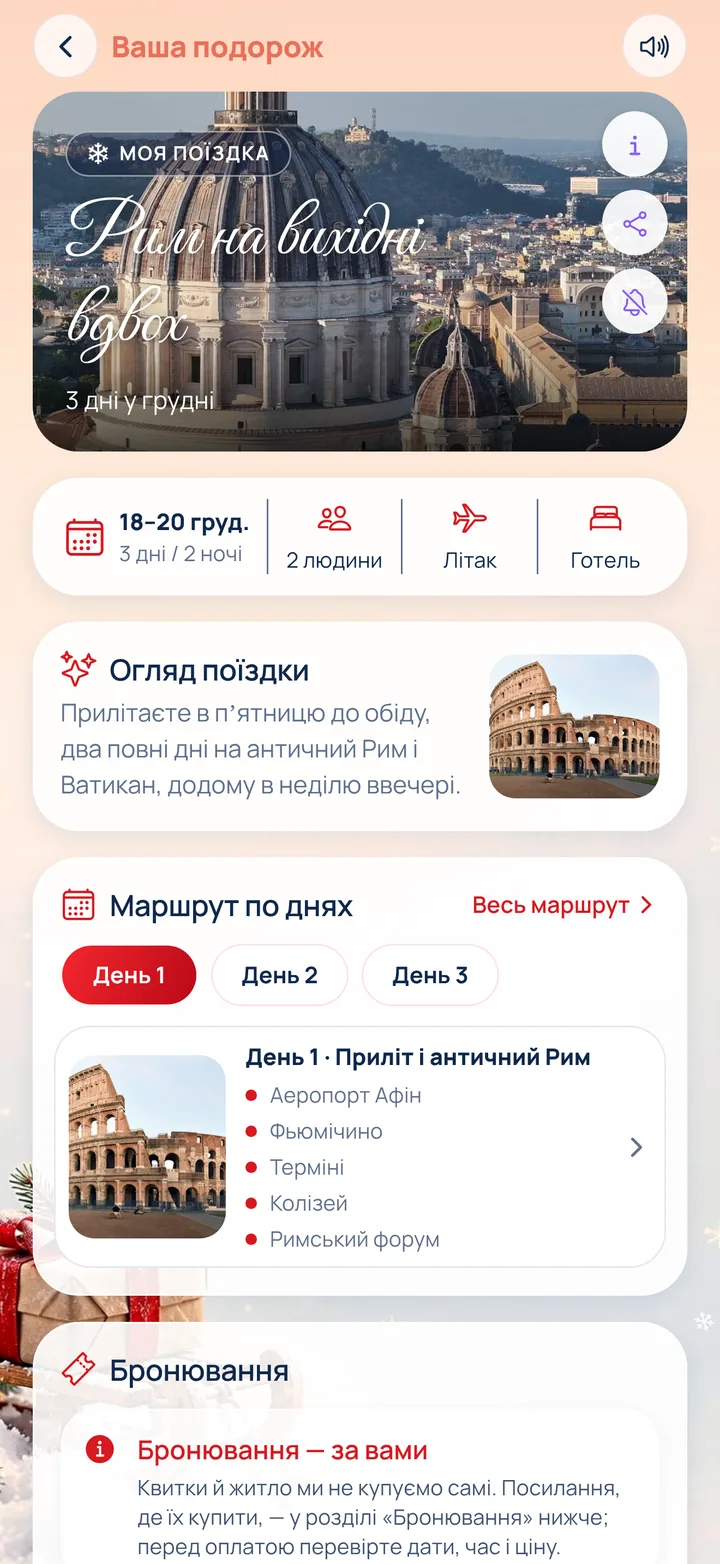 Ваша подорож
МОЯ ПОЇЗДКА
Рим на вихідні
вдвох
3 дні у грудні
18–20 груд.
3 дні / 2 ночі
2 людини
Літак
Готель
Огляд поїздки
Прилітаєте в п’ятницю до обіду,
два повні дні на античний Рим і
Ватикан, додому в неділю ввечері.
Маршрут по днях
Весь маршрут
День 1
День 2
День 3
День 1 · Приліт і античний Рим
Аеропорт Афін
Фьюмічино
Терміні
Колізей
Римський форум
Бронювання
Бронювання — за вами
Квитки й житло ми не купуємо самі. Посилання,
де їх купити, — у розділі «Бронювання» нижче;
перед оплатою перевірте дати, час і ціну.